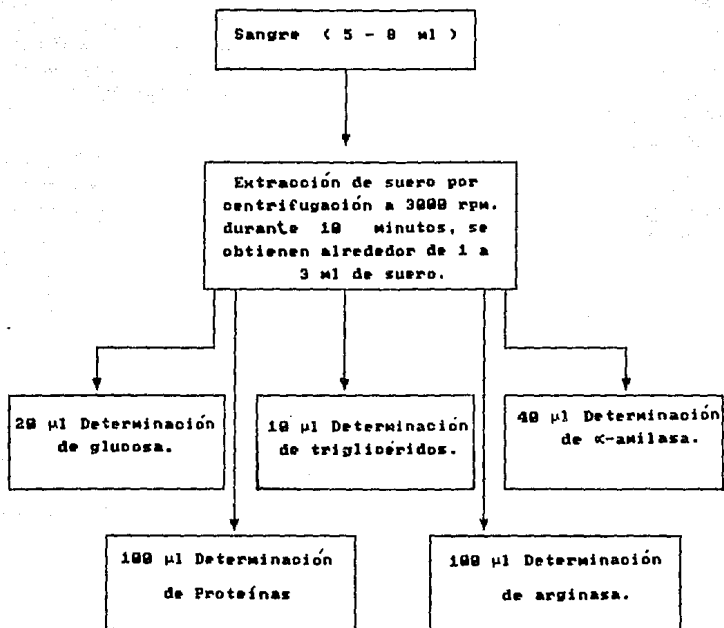 Sangre ( 5 - 8 ml )
Extracción de suero por
centrifugación a 3000 rpm.
durante 10 minutos, se
obtienen alrededor de 1 a
3 ml de suero.
20 µl Determinación
de glucosa.
10 µl Determinación
de triglicéridos.
40 µl Determinación
de α-amilasa.
100 µl Determinación
de Proteínas
100 µl Determinación
de arginasa.